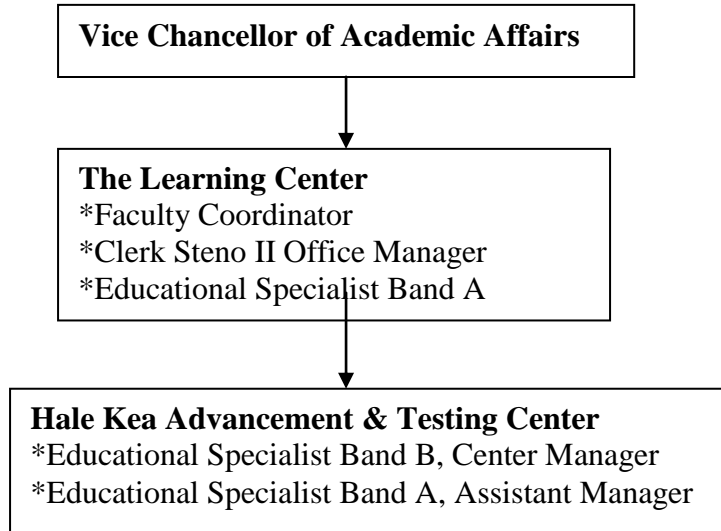 Vice Chancellor of Academic Affairs
The Learning Center
*Faculty Coordinator
*Clerk Steno II Office Manager
*Educational Specialist Band A
Hale Kea Advancement & Testing Center
*Educational Specialist Band B, Center Manager
*Educational Specialist Band A, Assistant Manager